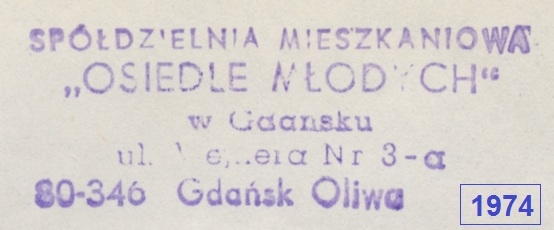 SPÓŁDZIELNIA MIESZKANIOWA
„OSIEDLE MŁODYCH“
w Gdańsku
ul. Nr 3-a
80-346 Gdańsk Oliwa
1974